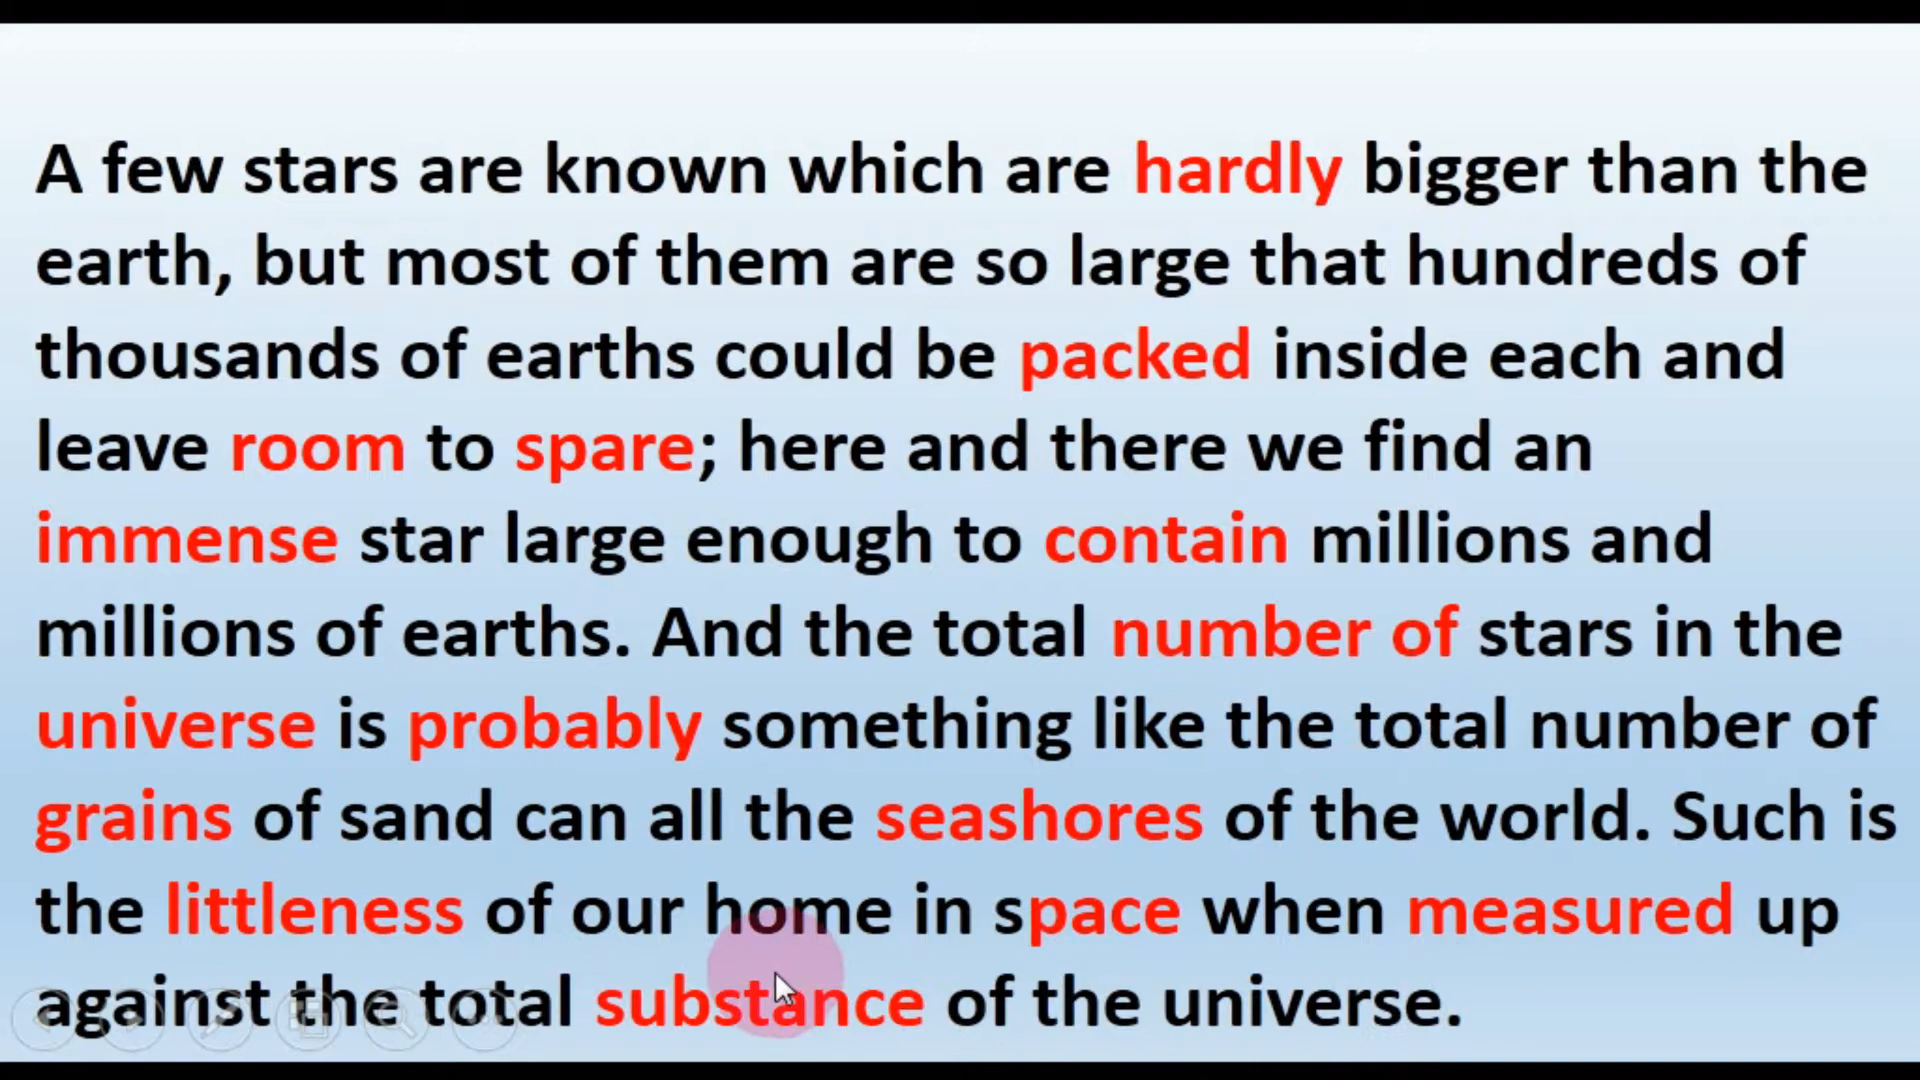 A few stars are known which are hardly bigger than the
earth, but most of them are so large that hundreds of
thousands of earths could be packed inside each and
leave room to spare; here and there we find an
immense star large enough to contain millions and
millions of earths. And the total number of stars in the
universe is probably something like the total number of
grains of sand can all the seashores of the world. Such is
the littleness of our home in space when measured up
against the total substance of the universe.